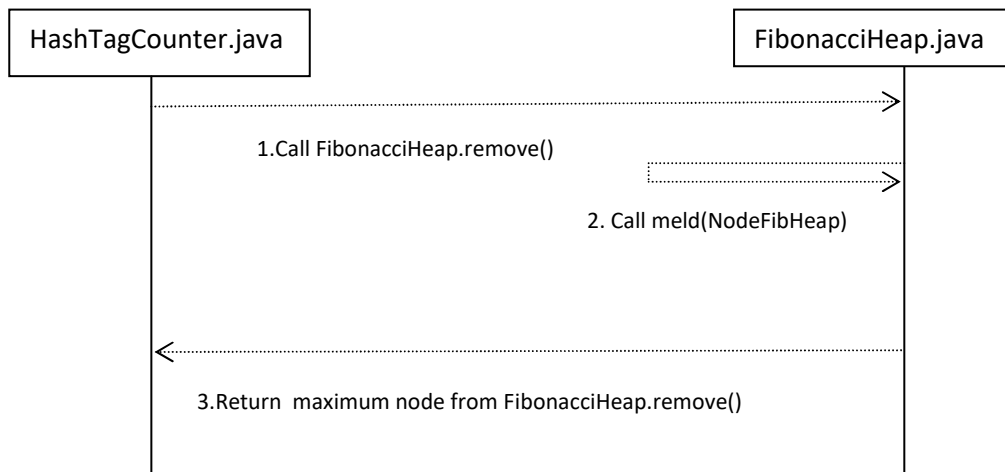 HashTagCounter.java
FibonacciHeap.java
1.Call FibonacciHeap.remove()
2. Call meld(NodeFibHeap)
3.Return  maximum node from FibonacciHeap.remove()